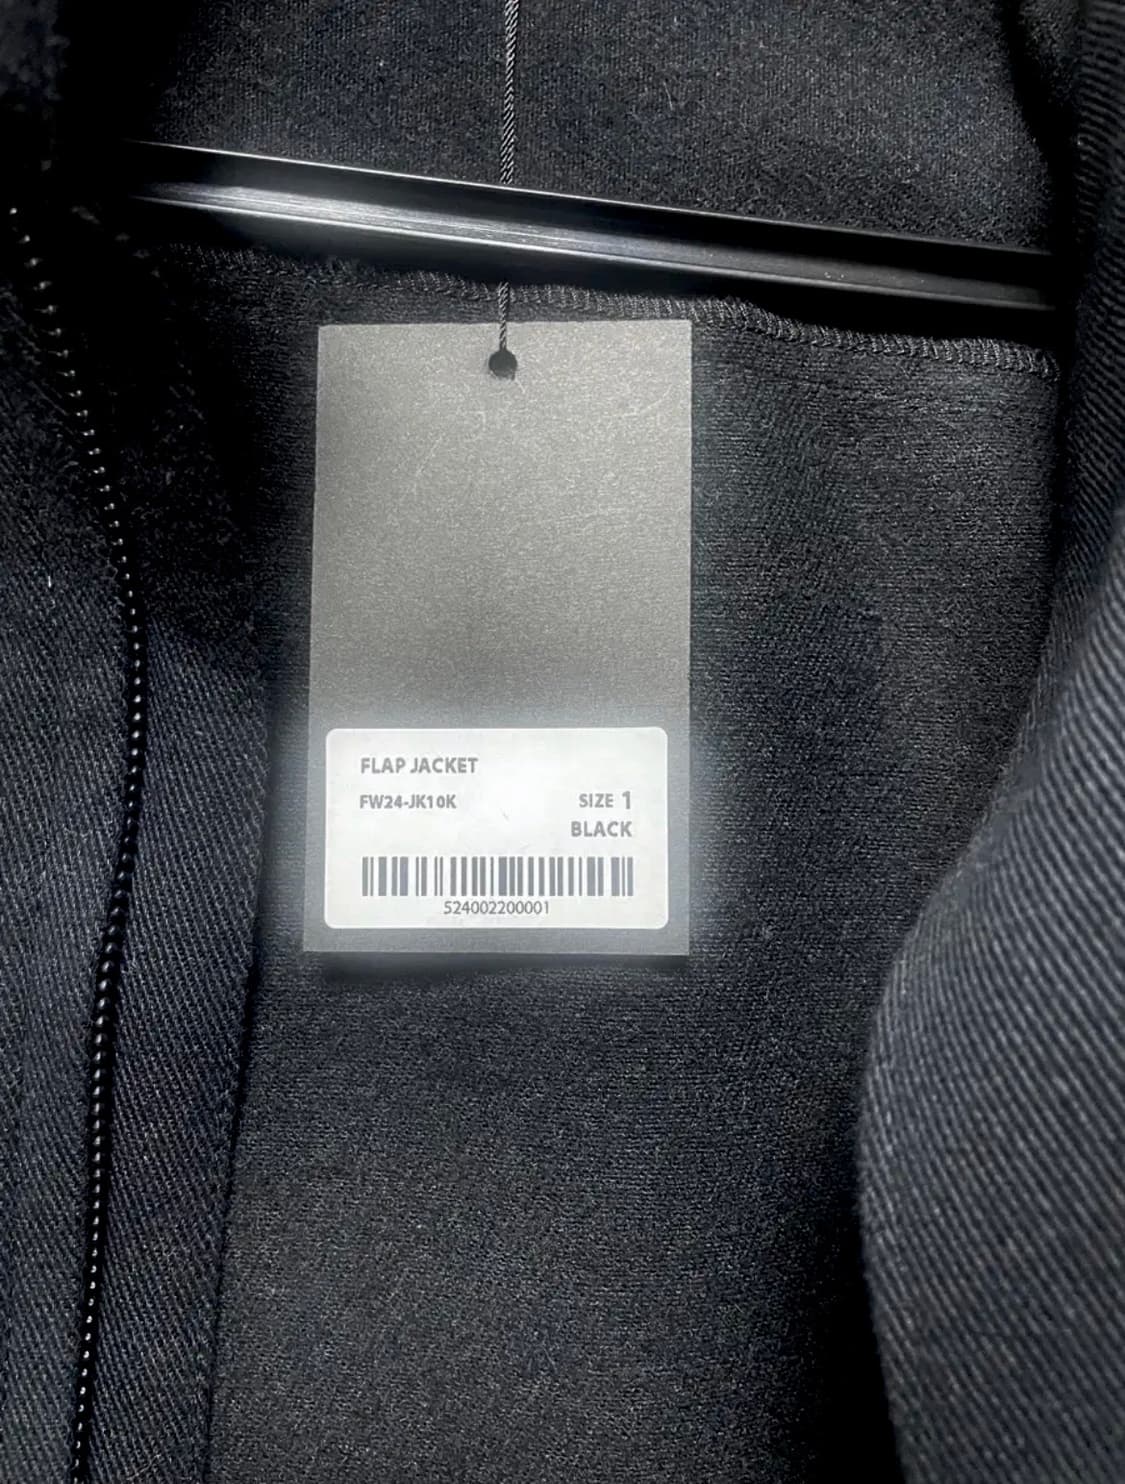 FLAP JACKET
FW24-JK10K SIZE 1
BLACK
524002200001